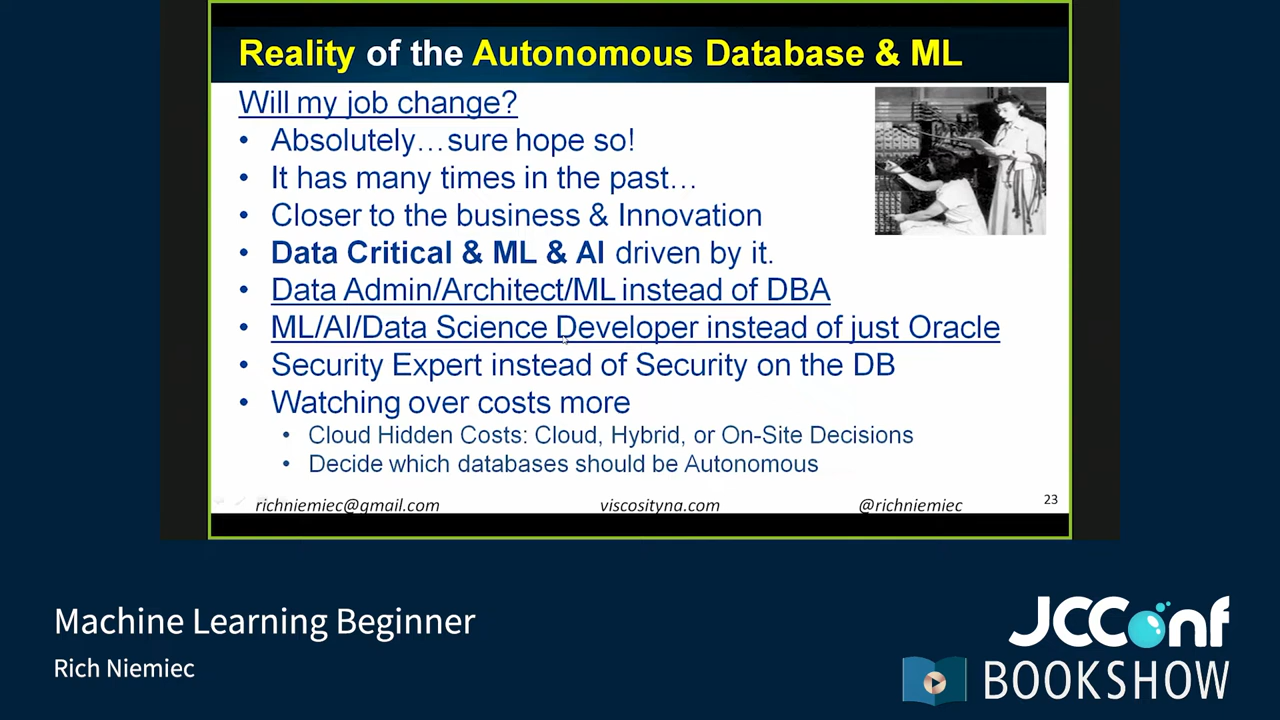 Reality of the Autonomous Database & ML
Will my job change?
• Absolutely…sure hope so!
• It has many times in the past…
• Closer to the business & Innovation
• Data Critical & ML & AI driven by it.
• Data Admin/Architect/ML instead of DBA
• ML/AI/Data Science Developer instead of just Oracle
• Security Expert instead of Security on the DB
• Watching over costs more
• Cloud Hidden Costs: Cloud, Hybrid, or On-Site Decisions
• Decide which databases should be Autonomous
richniemiec@gmail.com viscosityna.com @richniemiec 23
Machine Learning Beginner
Rich Niemiec
JCConf
BOOKSHOW